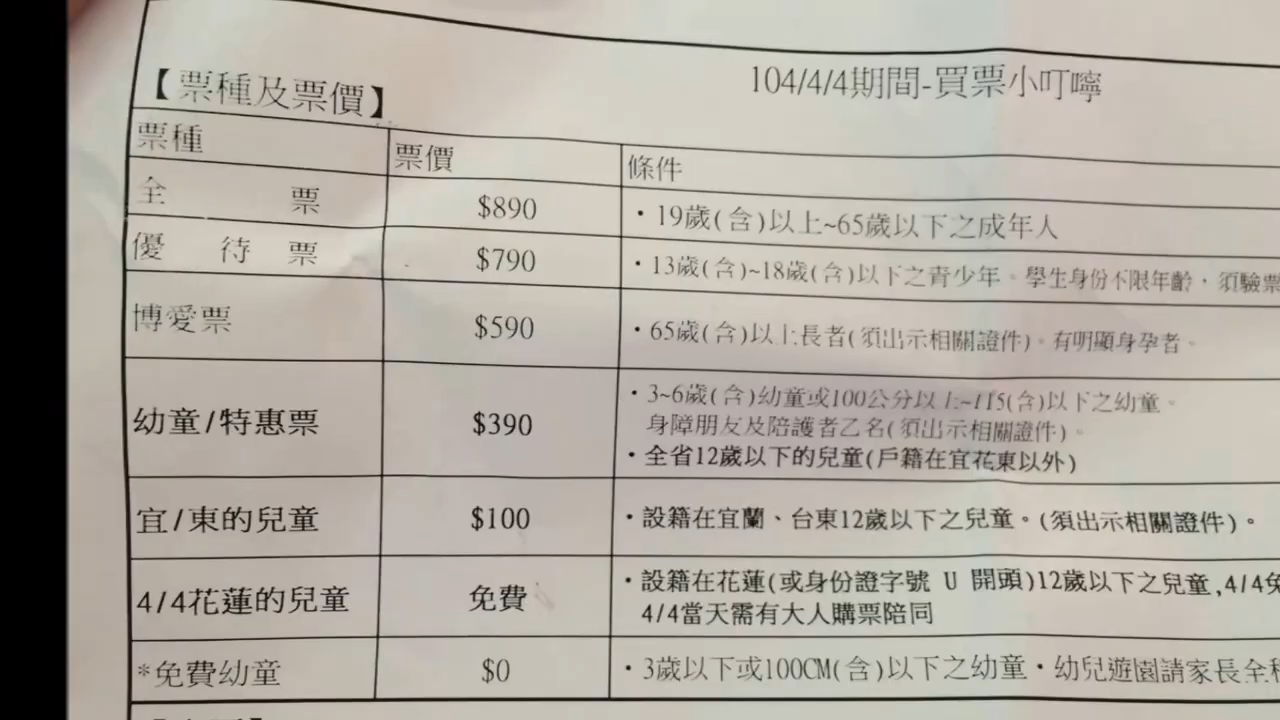 【票種及票價】
104/4/4期間-買票小叮嚀
票種 票價 條件
全 票 $890 ・19歲(含)以上~65歲以下之成年人
優 待 票 $790 ・13歲(含)~18歲(含)以下之青少年。學生身份不限年齡，須驗票
博愛票 $590 ・65歲(含)以上長者(須出示相關證件)。有明顯身孕者。
幼童/特惠票 $390 ・3~6歲(含)幼童或100公分以上~115(含)以下之幼童。
身障朋友及陪護者乙名(須出示相關證件)。
・全省12歲以下的兒童(戶籍在宜花東以外)
宜/東的兒童 $100 ・設籍在宜蘭、台東12歲以下之兒童。(須出示相關證件)。
4/4花蓮的兒童 免費 ・設籍在花蓮(或身份證字號 U 開頭)12歲以下之兒童,4/4免
4/4當天需有大人購票陪同
*免費幼童 $0 ・3歲以下或100CM(含)以下之幼童・幼兒遊園請家長全